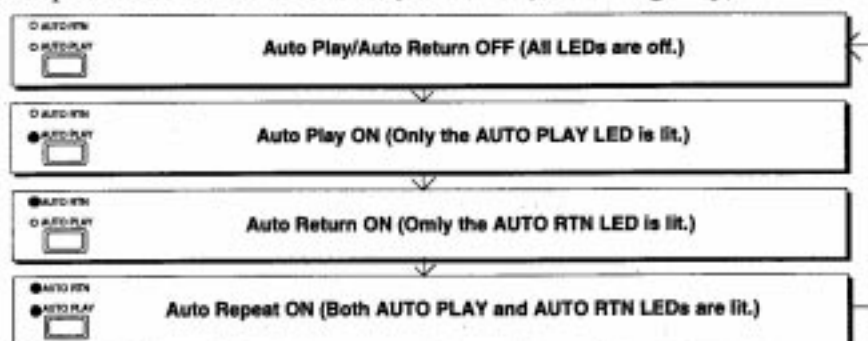 AUTO RTN
AUTO PLAY
Auto Play/Auto Return OFF (All LEDs are off.)
AUTO RTN
AUTO PLAY
Auto Play ON (Only the AUTO PLAY LED is lit.)
AUTO RTN
AUTO PLAY
Auto Return ON (Omly the AUTO RTN LED is lit.)
AUTO RTN
AUTO PLAY
Auto Repeat ON (Both AUTO PLAY and AUTO RTN LEDs are lit.)